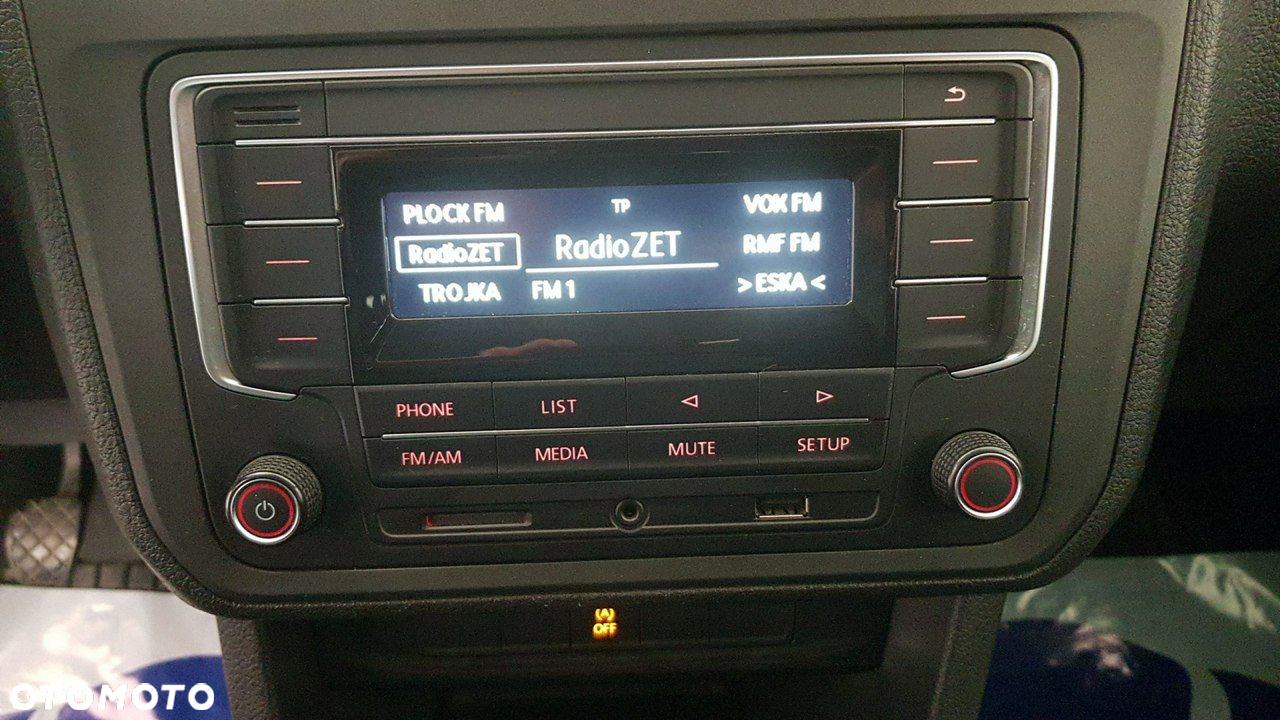 PLOCK FM
TP
VOX FM
RadioZET
RadioZET
RMF FM
TROJKA
FM 1
>ESKA<
PHONE
LIST
FM/AM
MEDIA
MUTE
SETUP
(A)
OFF
OTOMOTO